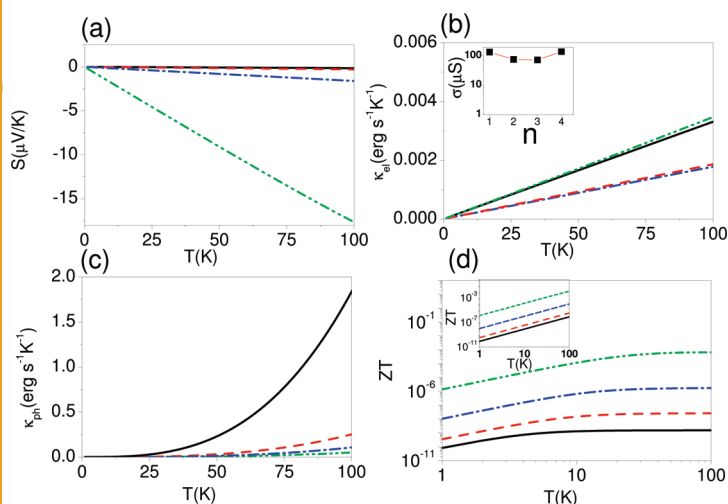 (a)
0
-5
-10
-15
S(μV/K)
0 25 50 75 100
T(K)
(b)
0.006
0.004
0.002
0.000
κel(erg s-1K-1)
0 25 50 75 100
T(K)
100
10
1
σ(μS)
1 2 3 4
n
(c)
2.0
1.5
1.0
0.5
0.0
κph(erg s-1K-1)
0 25 50 75 100
T(K)
(d)
10-1
10-6
10-11
ZT
1 10 100
T(K)
10-3
10-7
10-11
ZT
1 10 100
T(K)